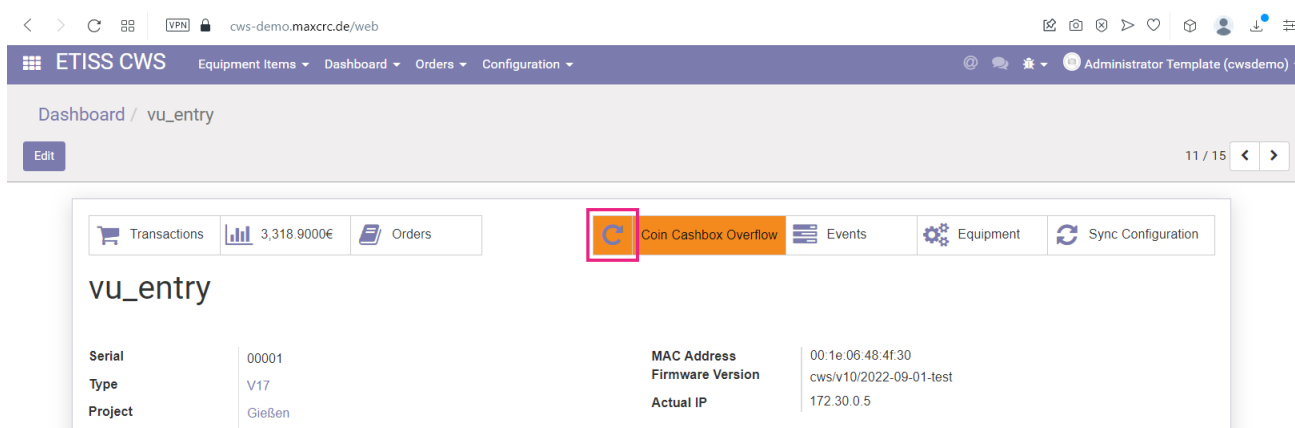 VPN cws-demo.maxcrc.de/web
ETISS CWS Equipment Items Dashboard Orders Configuration @ Administrator Template (cwsdemo)
Dashboard / vu_entry
Edit 11 / 15
Transactions 3,318.9000€ Orders Coin Cashbox Overflow Events Equipment Sync Configuration
vu_entry
Serial 00001 MAC Address 00:1e:06:48:4f:30
Firmware Version cws/v10/2022-09-01-test
Type V17
Actual IP 172.30.0.5
Project Gießen